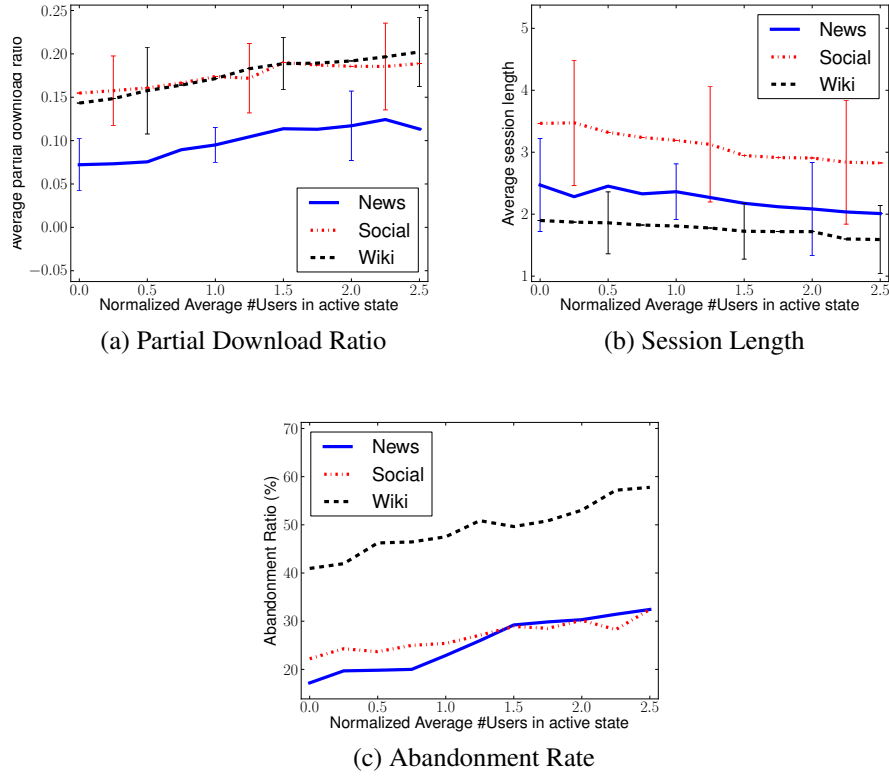 Average partial download ratio
0.25
0.20
0.15
0.10
0.05
0.00
−0.05
News
Social
Wiki
0.0 0.5 1.0 1.5 2.0 2.5
Normalized Average #Users in active state
(a) Partial Download Ratio
Average session length
5
4
3
2
1
News
Social
Wiki
0.0 0.5 1.0 1.5 2.0 2.5
Normalized Average #Users in active state
(b) Session Length
Abandonment Ratio (%)
70
60
50
40
30
20
News
Social
Wiki
0.0 0.5 1.0 1.5 2.0 2.5
Normalized Average #Users in active state
(c) Abandonment Rate